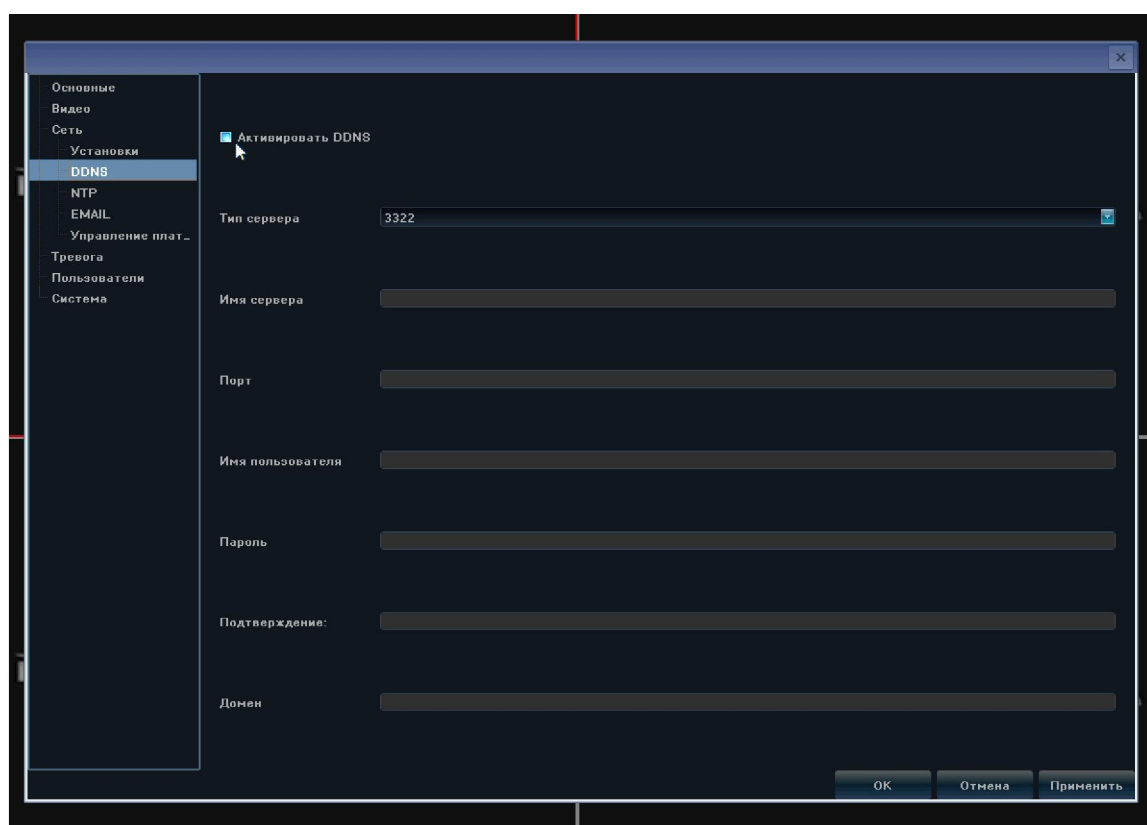 Основные
Видео
Сеть
Установки
DDNS
NTP
EMAIL
Управление плат_
Тревога
Пользователи
Система
Активировать DDNS
Тип сервера 3322
Имя сервера
Порт
Имя пользователя
Пароль
Подтверждение:
Домен
OK Отмена Применить